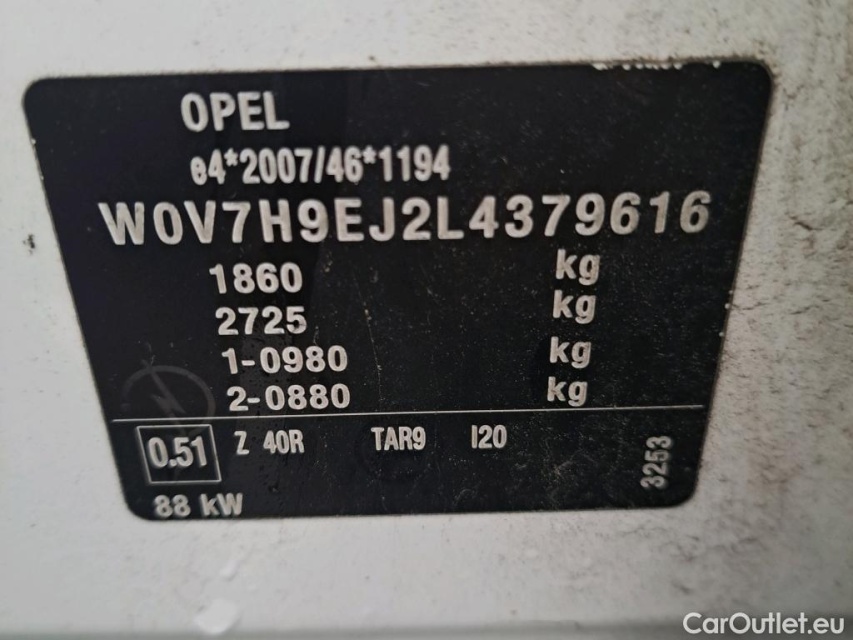 OPEL
e4*2007/46*1194
W0V7H9EJ2L4379616
1860 kg
2725 kg
1-0980 kg
2-0880 kg
0.51 Z 40R TAR9 I20
3253
88 kW
CarOutlet.eu